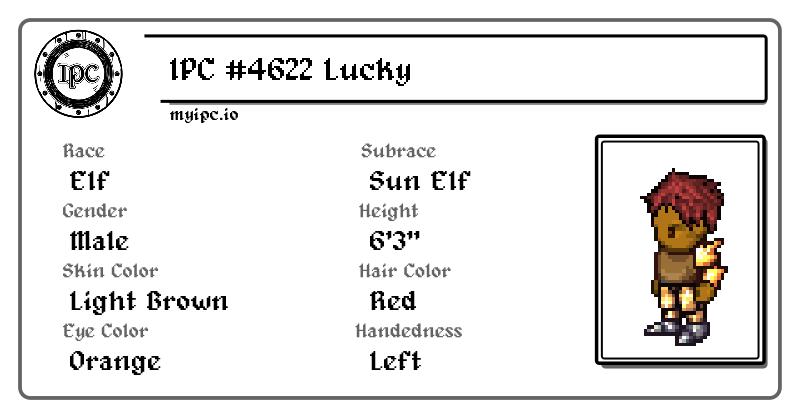 IPC
IPC #4622 Lucky
myipc.io
Race
Elf
Subrace
Sun Elf
Gender
Male
Height
6'3"
Skin Color
Light Brown
Hair Color
Red
Eye Color
Orange
Handedness
Left